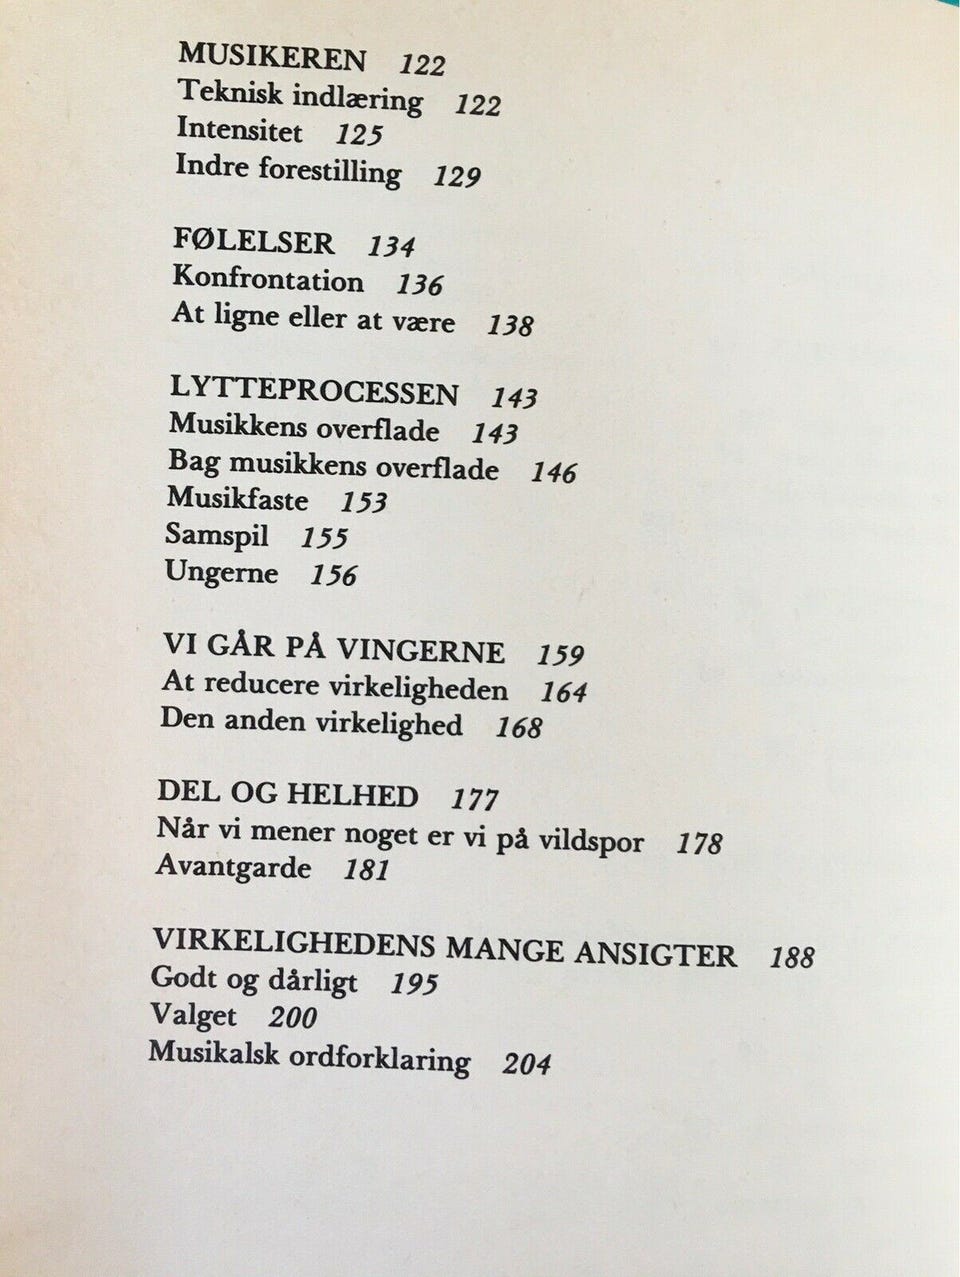 MUSIKEREN 122
Teknisk indlæring 122
Intensitet 125
Indre forestilling 129
FØLELSER 134
Konfrontation 136
At ligne eller at være 138
LYTTEPROCESSEN 143
Musikkens overflade 143
Bag musikkens overflade 146
Musikfaste 153
Samspil 155
Ungerne 156
VI GÅR PÅ VINGERNE 159
At reducere virkeligheden 164
Den anden virkelighed 168
DEL OG HELHED 177
Når vi mener noget er vi på vildspor 178
Avantgarde 181
VIRKELIGHEDENS MANGE ANSIGTER 188
Godt og dårligt 195
Valget 200
Musikalsk ordforklaring 204